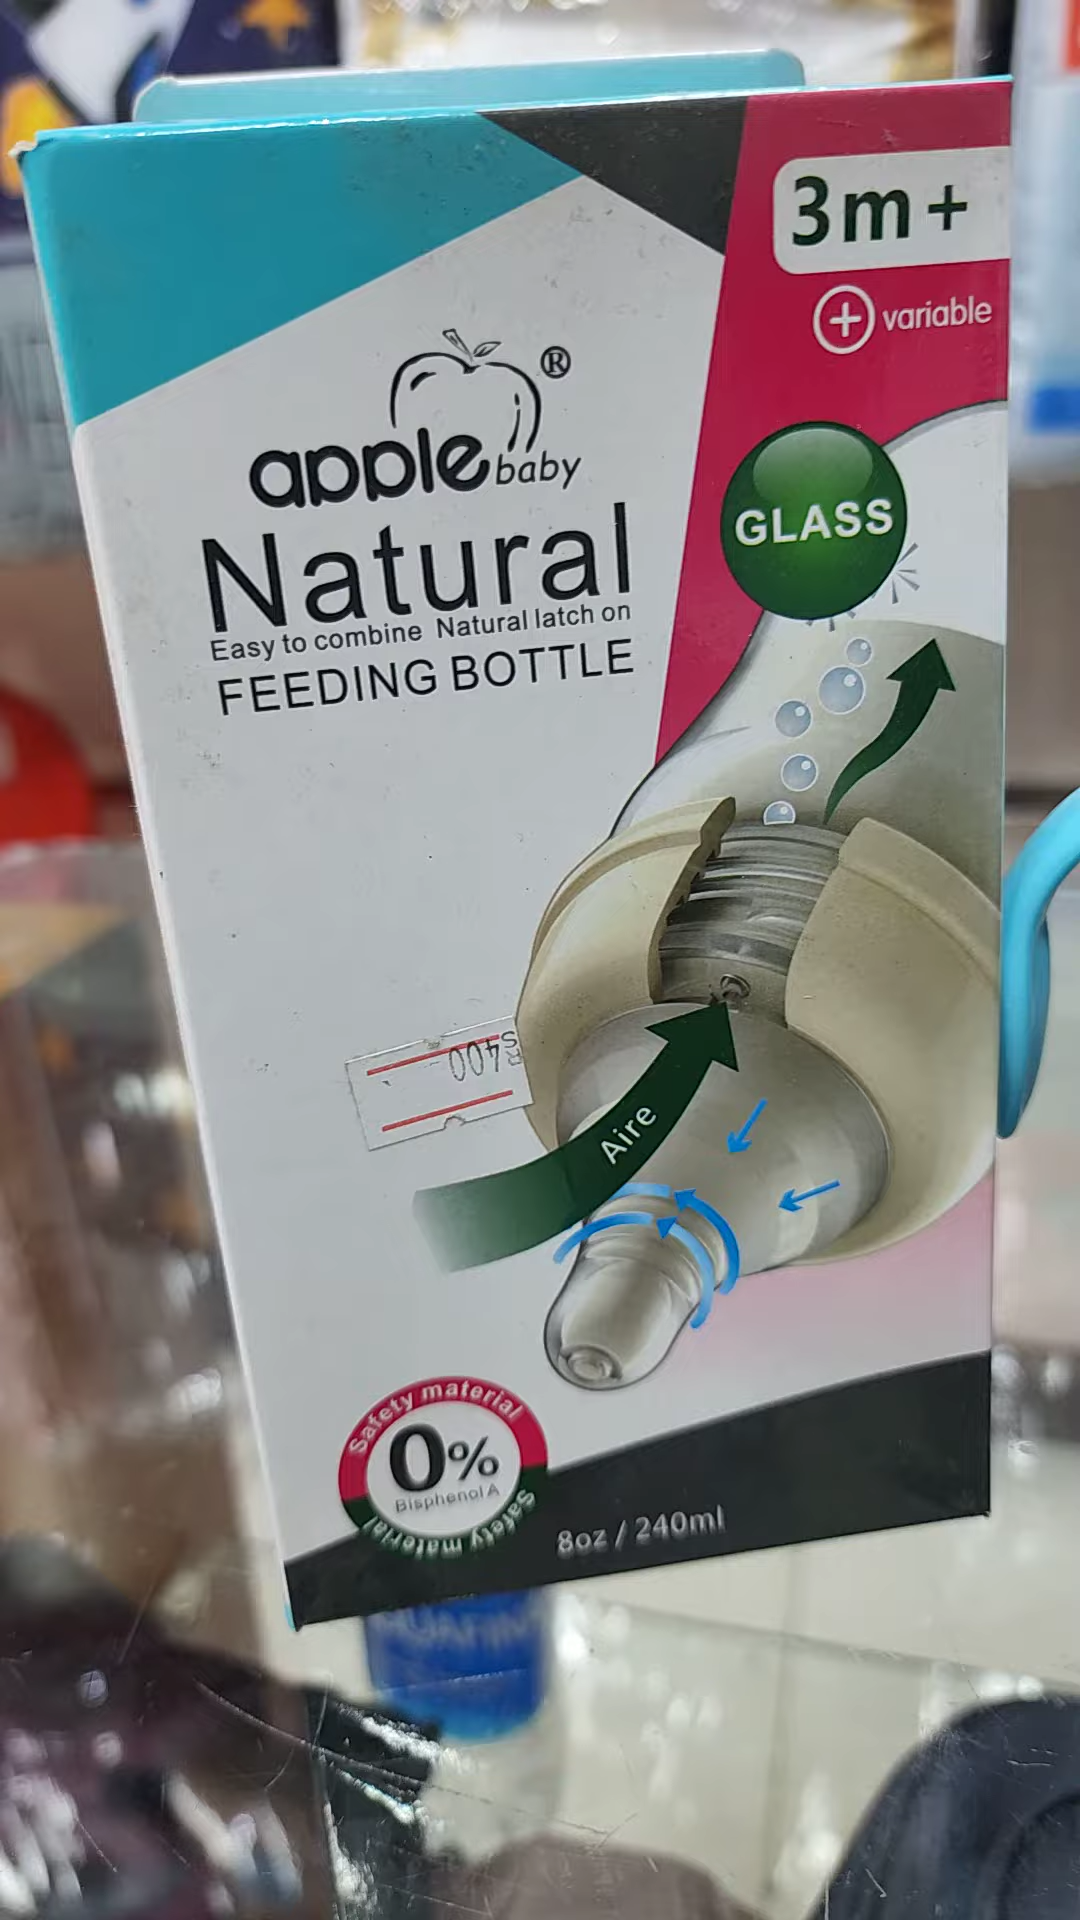 3m+
+ variable
GLASS
apple baby ®
Natural
Easy to combine Natural latch on
FEEDING BOTTLE
RS400
Aire
Safety material
0%
Bisphenol A
Safety material
8oz / 240ml